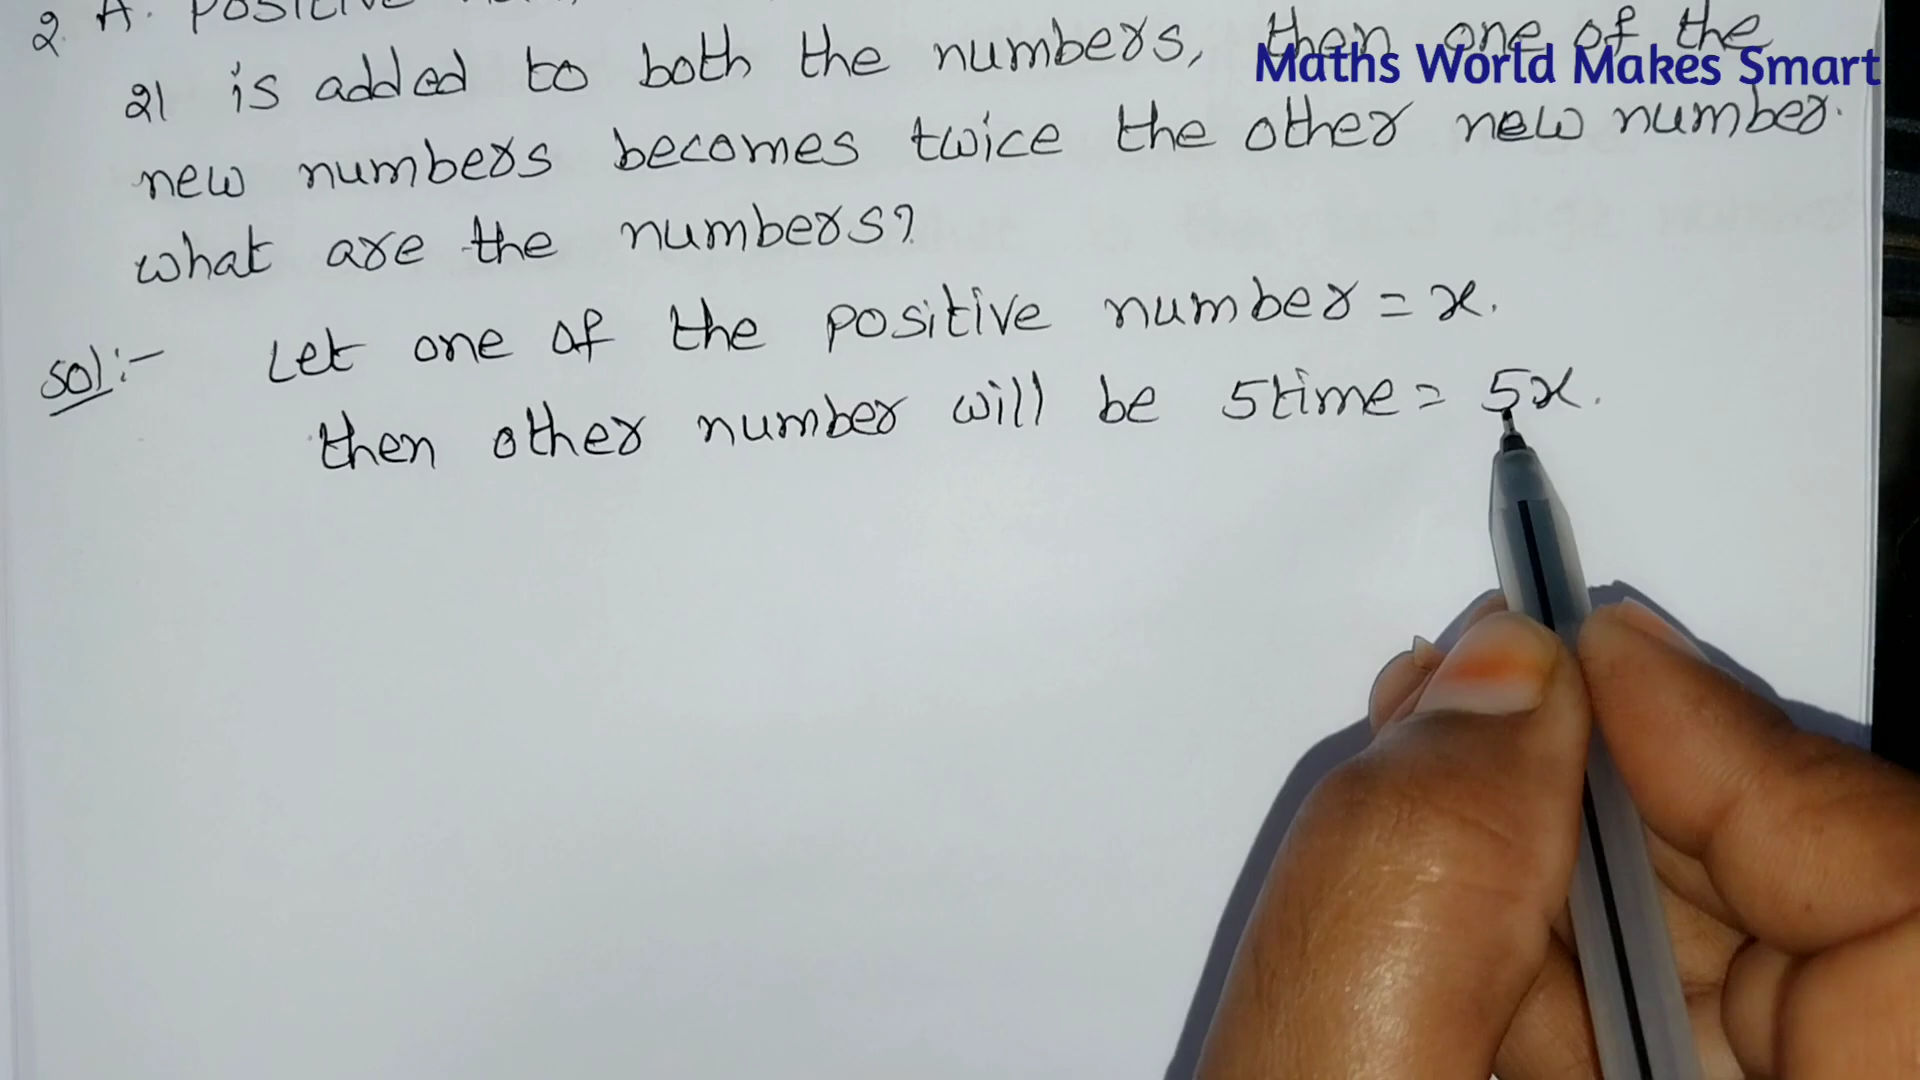 2. A. positive
21 is added to both the numbers, then one of the
Maths World Makes Smart
new numbers becomes twice the other new number.
what are the numbers?
Sol:- Let one of the positive number = x.
then other number will be 5time = 5x.